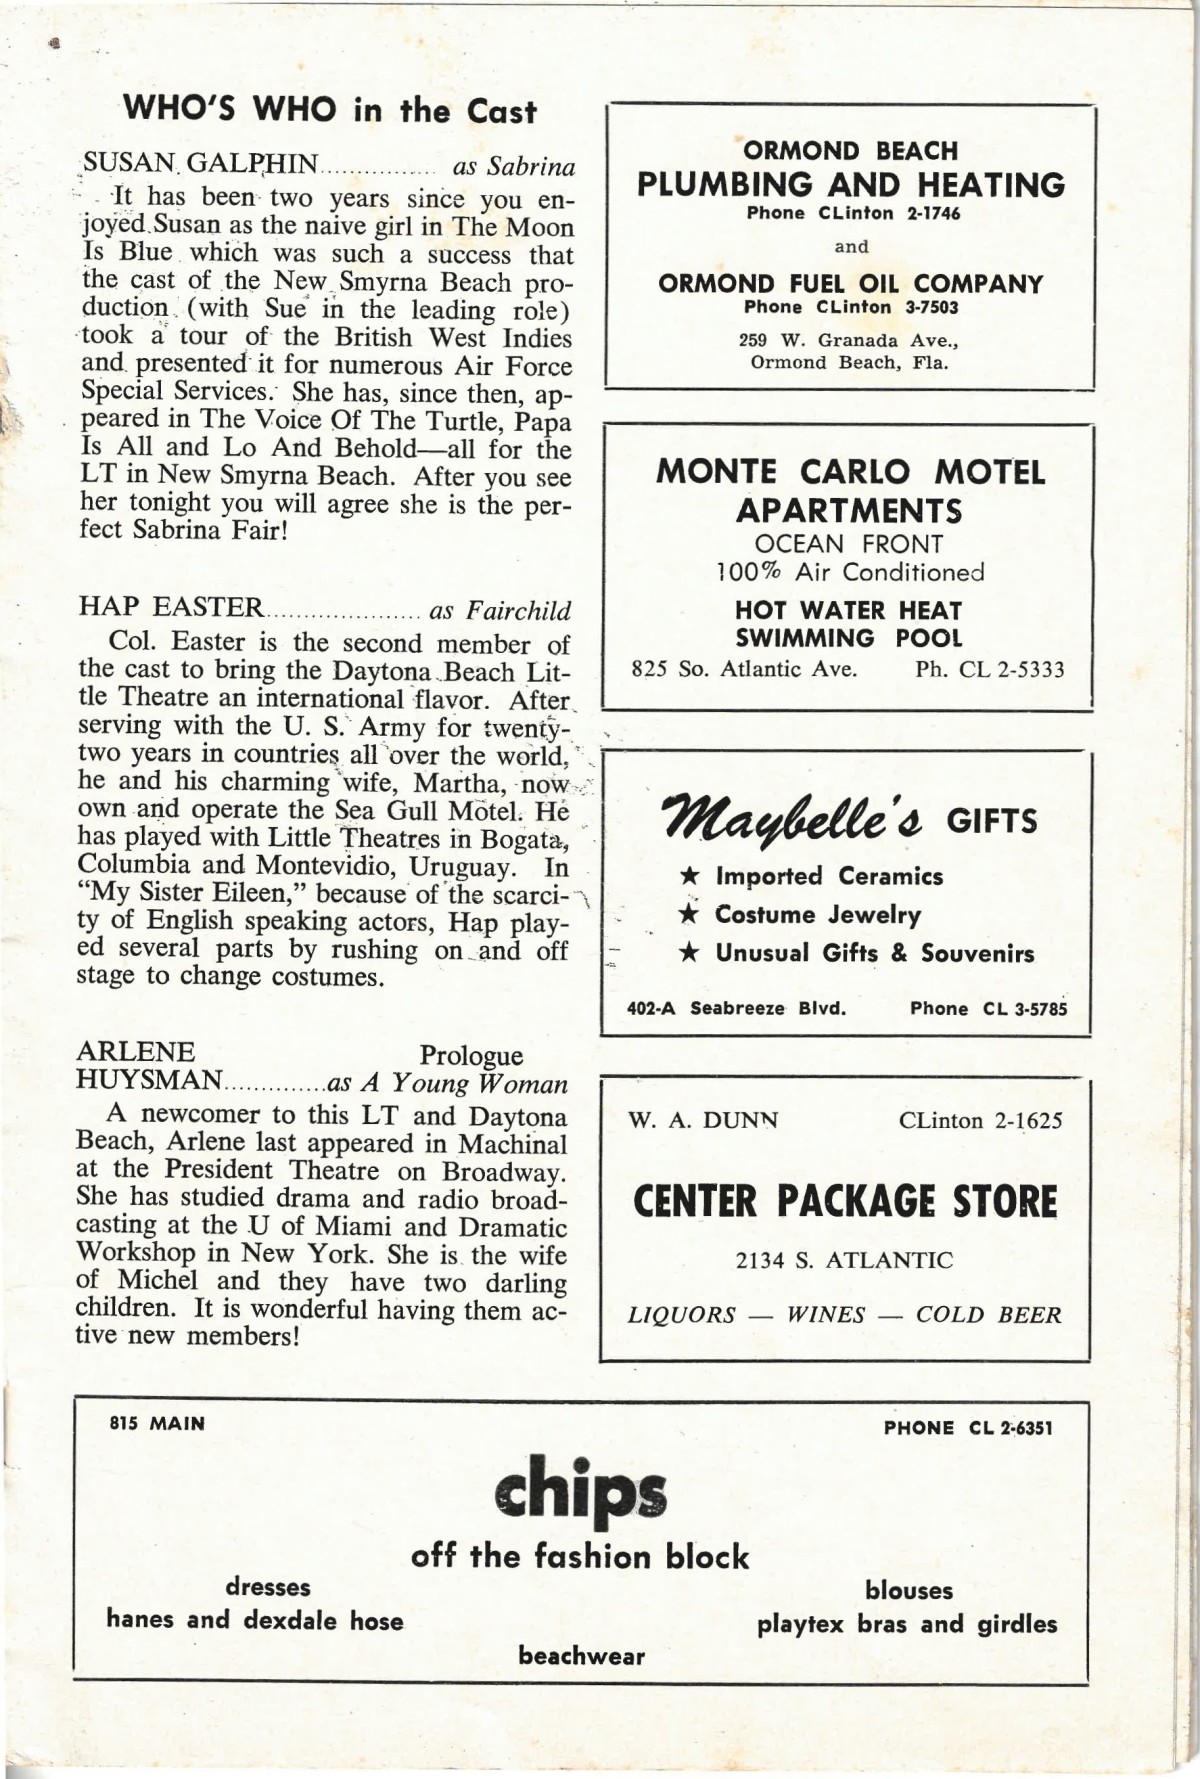 WHO'S WHO in the Cast
SUSAN GALPHIN................ as Sabrina
It has been two years since you en-
joyed Susan as the naive girl in The Moon
Is Blue which was such a success that
the cast of the New Smyrna Beach pro-
duction (with Sue in the leading role)
took a tour of the British West Indies
and presented it for numerous Air Force
Special Services. She has, since then, ap-
peared in The Voice Of The Turtle, Papa
Is All and Lo And Behold—all for the
LT in New Smyrna Beach. After you see
her tonight you will agree she is the per-
fect Sabrina Fair!
HAP EASTER..................... as Fairchild
Col. Easter is the second member of
the cast to bring the Daytona Beach Lit-
tle Theatre an international flavor. After
serving with the U. S. Army for twenty-
two years in countries all over the world,
he and his charming wife, Martha, now
own and operate the Sea Gull Motel. He
has played with Little Theatres in Bogata,
Columbia and Montevidio, Uruguay. In
"My Sister Eileen," because of the scarci-
ty of English speaking actors, Hap play-
ed several parts by rushing on and off
stage to change costumes.
ARLENE Prologue
HUYSMAN..............as A Young Woman
A newcomer to this LT and Daytona
Beach, Arlene last appeared in Machinal
at the President Theatre on Broadway.
She has studied drama and radio broad-
casting at the U of Miami and Dramatic
Workshop in New York. She is the wife
of Michel and they have two darling
children. It is wonderful having them ac-
tive new members!
ORMOND BEACH
PLUMBING AND HEATING
Phone CLinton 2-1746
and
ORMOND FUEL OIL COMPANY
Phone CLinton 3-7503
259 W. Granada Ave.,
Ormond Beach, Fla.
MONTE CARLO MOTEL
APARTMENTS
OCEAN FRONT
100% Air Conditioned
HOT WATER HEAT
SWIMMING POOL
825 So. Atlantic Ave. Ph. CL 2-5333
Maybelle's GIFTS
★ Imported Ceramics
★ Costume Jewelry
★ Unusual Gifts & Souvenirs
402-A Seabreeze Blvd. Phone CL 3-5785
W. A. DUNN CLinton 2-1625
CENTER PACKAGE STORE
2134 S. ATLANTIC
LIQUORS — WINES — COLD BEER
815 MAIN PHONE CL 2-6351
chips
off the fashion block
dresses blouses
hanes and dexdale hose playtex bras and girdles
beachwear